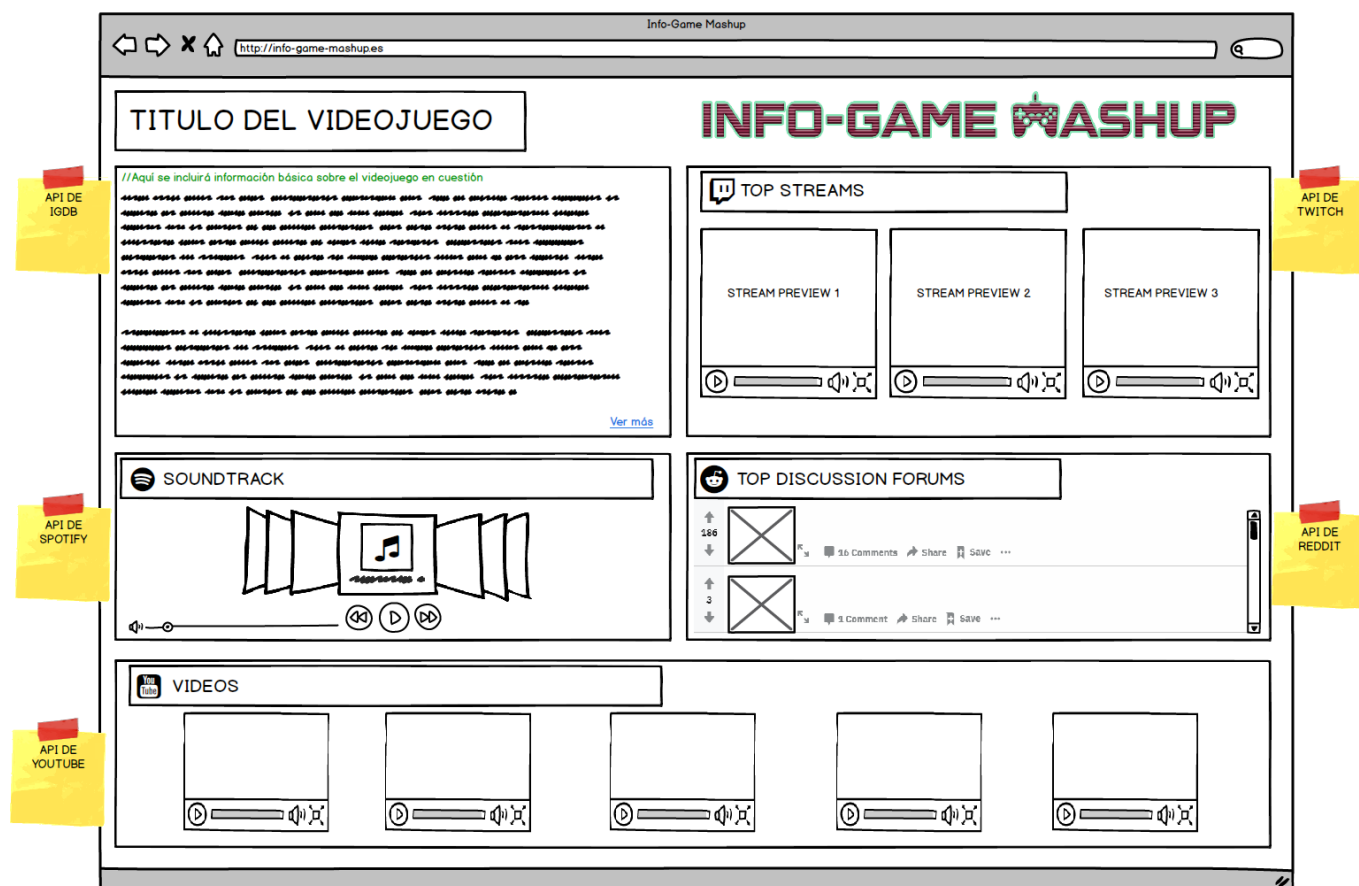 Info-Game Mashup
http://info-game-mashup.es
TITULO DEL VIDEOJUEGO
INFO-GAME MASHUP
API DE
IGDB
//Aquí se incluirá información básica sobre el videojuego en cuestión
Ver más
TOP STREAMS
STREAM PREVIEW 1
STREAM PREVIEW 2
STREAM PREVIEW 3
API DE
TWITCH
API DE
SPOTIFY
SOUNDTRACK
TOP DISCUSSION FORUMS
186
16 Comments Share Save ...
3
1 Comment Share Save ...
API DE
REDDIT
API DE
YOUTUBE
You
Tube
VIDEOS